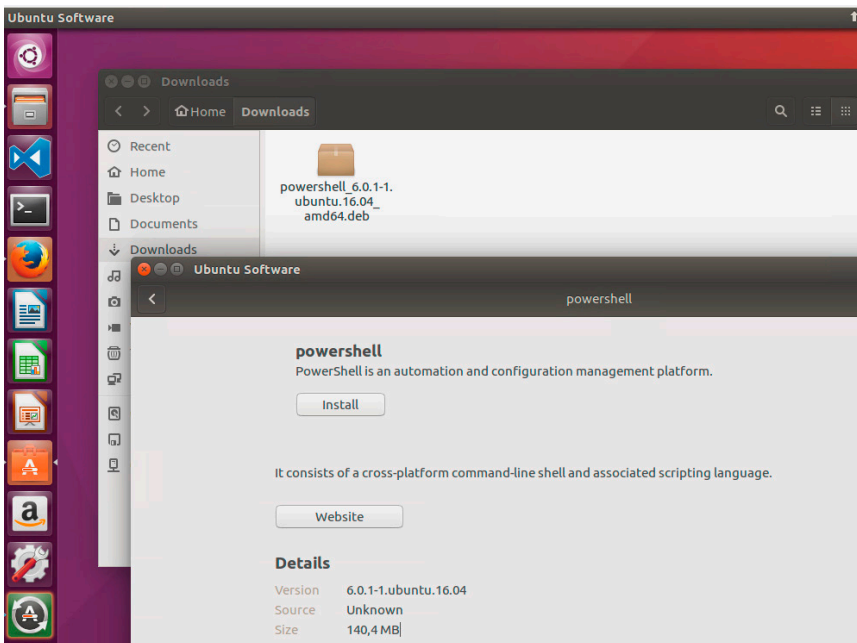 Ubuntu Software
Downloads
Home Downloads
Recent
Home
Desktop
Documents
Downloads
powershell_6.0.1-1.
ubuntu.16.04_
amd64.deb
Ubuntu Software
powershell
powershell
PowerShell is an automation and configuration management platform.
Install
It consists of a cross-platform command-line shell and associated scripting language.
Website
Details
Version 6.0.1-1.ubuntu.16.04
Source Unknown
Size 140,4 MB